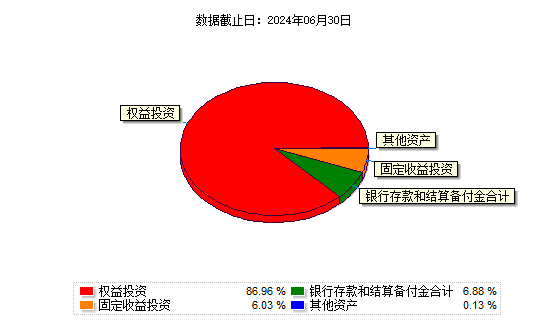 数据截止日：2024年06月30日
权益投资
其他资产
固定收益投资
银行存款和结算备付金合计
权益投资 86.96 % 银行存款和结算备付金合计 6.88 %
固定收益投资 6.03 % 其他资产 0.13 %